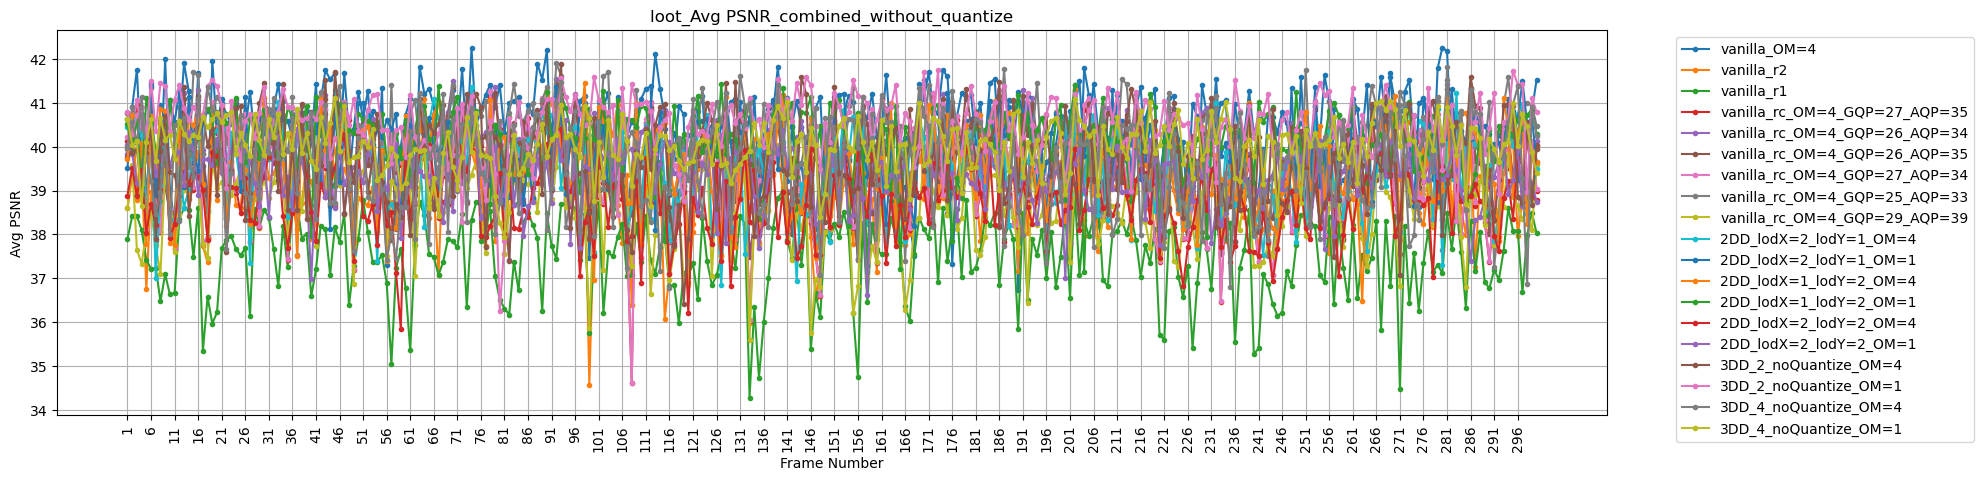 loot_Avg PSNR_combined_without_quantize
Avg PSNR
42
41
40
39
38
37
36
35
34
1 6 11 16 21 26 31 36 41 46 51 56 61 66 71 76 81 86 91 96 101 106 111 116 121 126 131 136 141 146 151 156 161 166 171 176 181 186 191 196 201 206 211 216 221 226 231 236 241 246 251 256 261 266 271 276 281 286 291 296
Frame Number
vanilla_OM=4
vanilla_r2
vanilla_r1
vanilla_rc_OM=4_GQP=27_AQP=35
vanilla_rc_OM=4_GQP=26_AQP=34
vanilla_rc_OM=4_GQP=26_AQP=35
vanilla_rc_OM=4_GQP=27_AQP=34
vanilla_rc_OM=4_GQP=25_AQP=33
vanilla_rc_OM=4_GQP=29_AQP=39
2DD_lodX=2_lodY=1_OM=4
2DD_lodX=2_lodY=1_OM=1
2DD_lodX=1_lodY=2_OM=4
2DD_lodX=1_lodY=2_OM=1
2DD_lodX=2_lodY=2_OM=4
2DD_lodX=2_lodY=2_OM=1
3DD_2_noQuantize_OM=4
3DD_2_noQuantize_OM=1
3DD_4_noQuantize_OM=4
3DD_4_noQuantize_OM=1